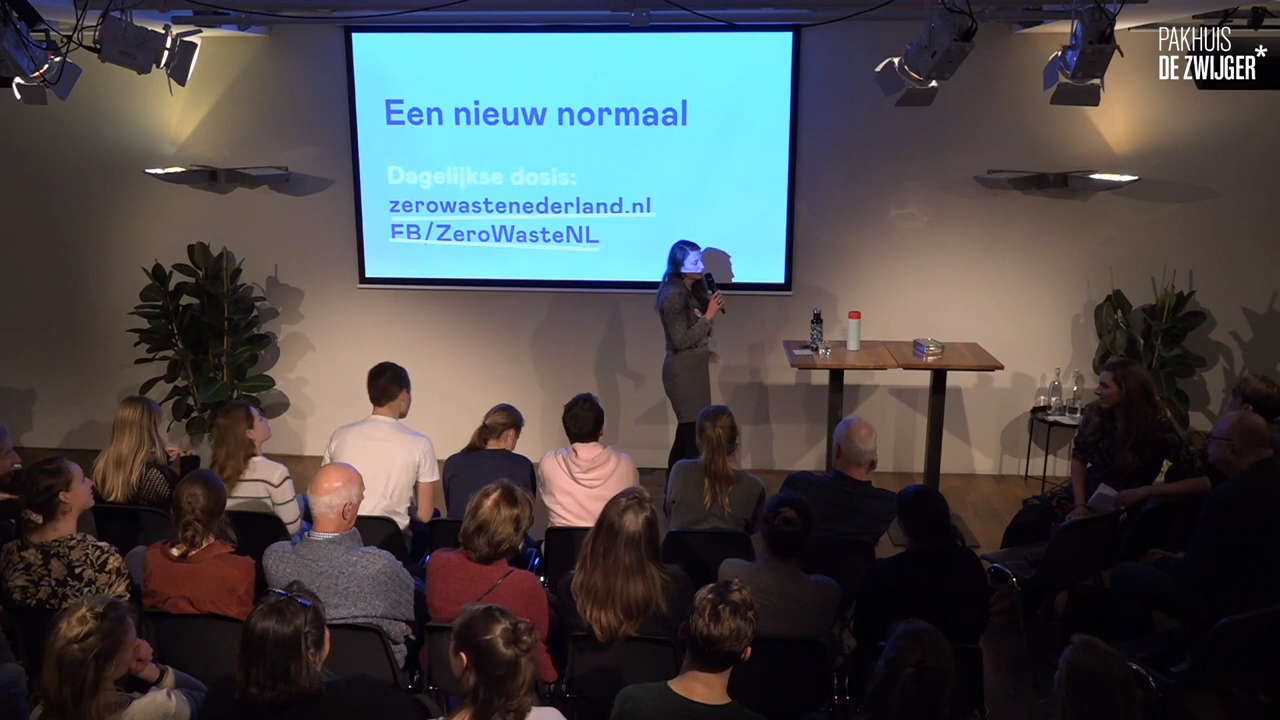 PAKHUIS
DE ZWIJGER*
Een nieuw normaal
Dagelijkse dosis:
zerowastenederland.nl
FB/ZeroWasteNL